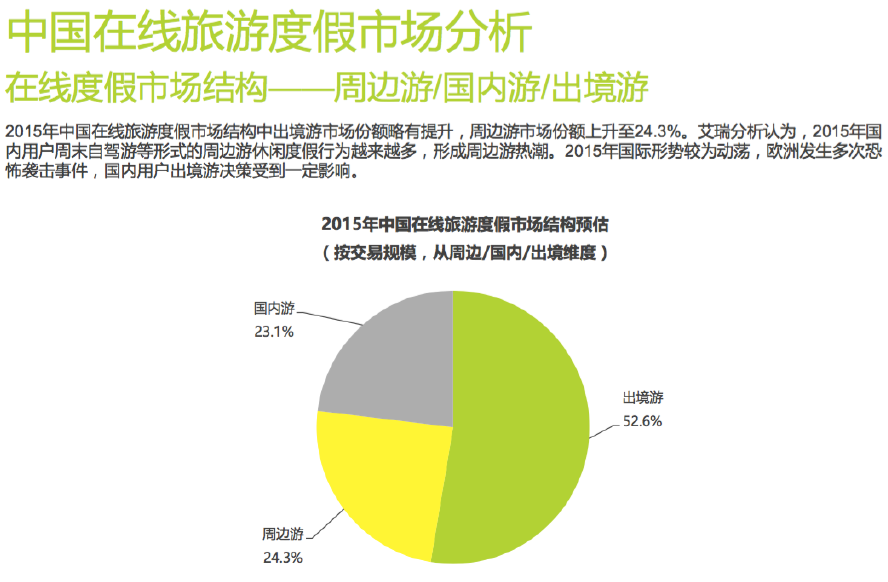 中国在线旅游度假市场分析
在线度假市场结构——周边游/国内游/出境游
2015年中国在线旅游度假市场结构中出境游市场份额略有提升，周边游市场份额上升至24.3%。艾瑞分析认为，2015年国
内用户周末自驾游等形式的周边游休闲度假行为越来越多，形成周边游热潮。2015年国际形势较为动荡，欧洲发生多次恐
怖袭击事件，国内用户出境游决策受到一定影响。
2015年中国在线旅游度假市场结构预估
（按交易规模，从周边/国内/出境维度）
国内游
23.1%
出境游
52.6%
周边游
24.3%